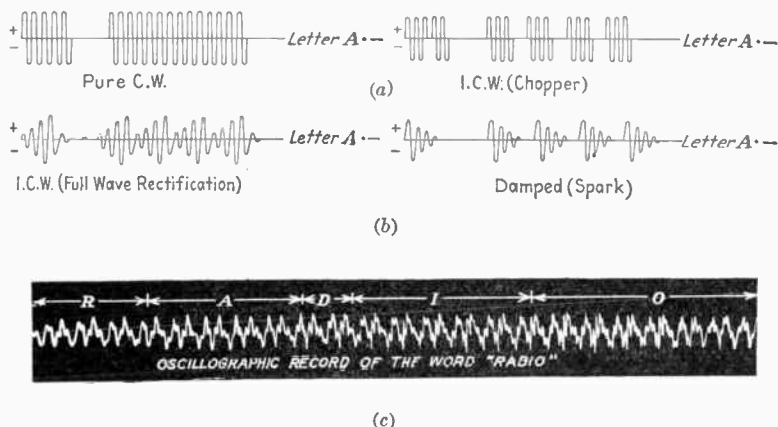 +
−
Letter A •—
Pure C.W.
+
−
Letter A •—
I.C.W. (Chopper)
(a)
+
−
Letter A •—
I.C.W. (Full Wave Rectification)
+
−
Letter A •—
Damped (Spark)
(b)
R A D I O
OSCILLOGRAPHIC RECORD OF THE WORD "RADIO"
(c)